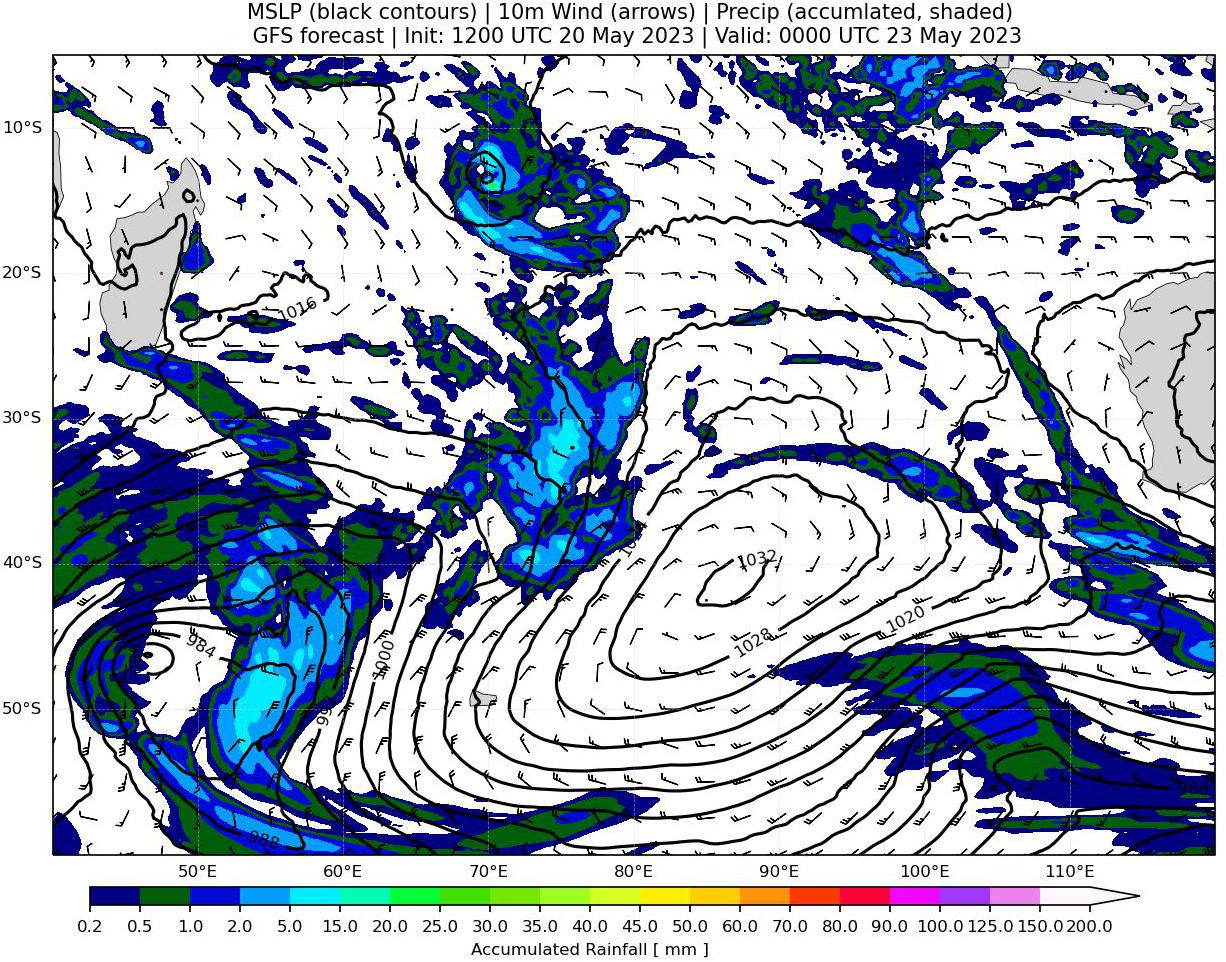 MSLP (black contours) | 10m Wind (arrows) | Precip (accumlated, shaded)
GFS forecast | Init: 1200 UTC 20 May 2023 | Valid: 0000 UTC 23 May 2023
10°S
20°S
1016
30°S
1032
40°S
1020
984
1028
1000
50°S
988
988
50°E 60°E 70°E 80°E 90°E 100°E 110°E
0.2 0.5 1.0 2.0 5.0 15.0 20.0 25.0 30.0 35.0 40.0 45.0 50.0 60.0 70.0 80.0 90.0 100.0 125.0 150.0 200.0
Accumulated Rainfall [ mm ]